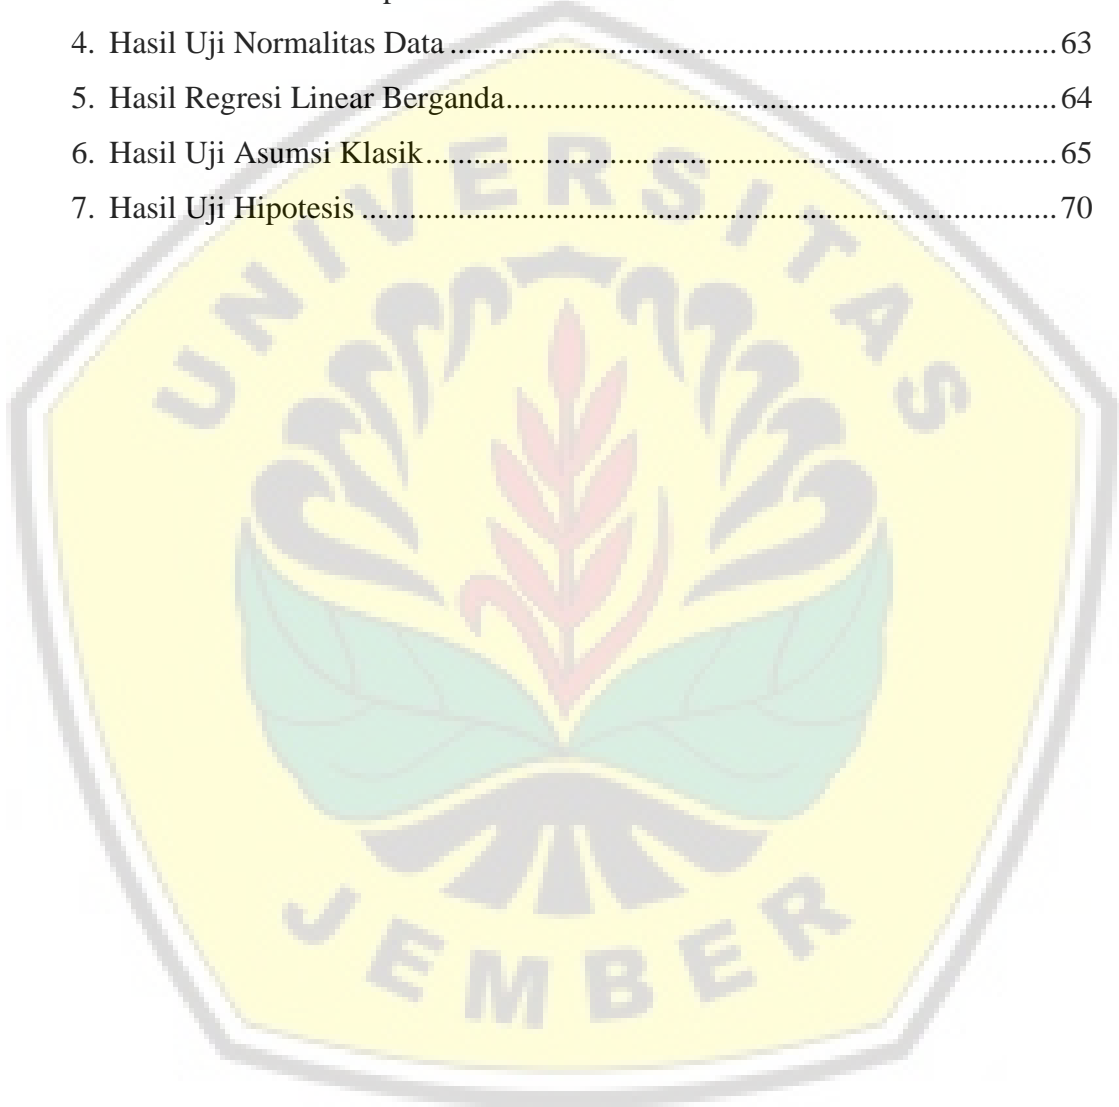 4. Hasil Uji Normalitas Data ........................................................................... 63
5. Hasil Regresi Linear Berganda.................................................................... 64
6. Hasil Uji Asumsi Klasik.............................................................................. 65
7. Hasil Uji Hipotesis ...................................................................................... 70
UNIVERSITAS
JEMBER